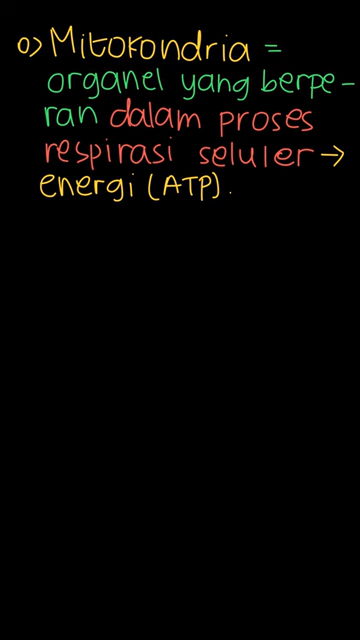 o) Mitokondria =
organel yang berpe-
ran dalam proses
respirasi seluler →
energi (ATP).